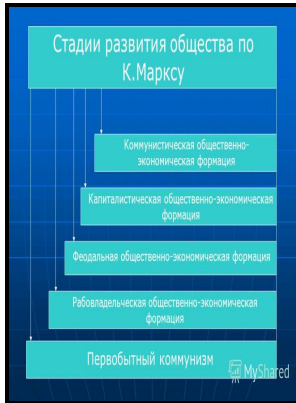 Стадии развития общества по
К.Марксу
Коммунистическая общественно-
экономическая формация
Капиталистическая общественно-экономическая
формация
Феодальная общественно-экономическая формация
Рабовладельческая общественно-экономическая
формация
Первобытный коммунизм
MyShared